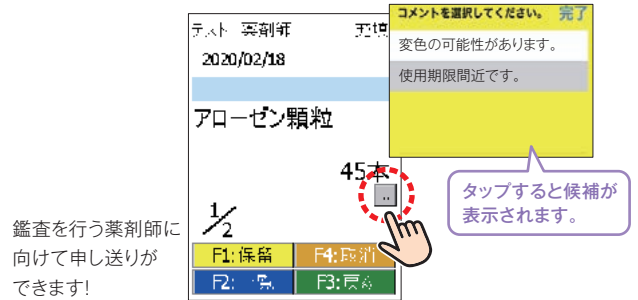 テスト 薬剤師
2020/02/18
アローゼン顆粒
45本
..
1/2
F1:保留
F4:取消
F2:
F3:戻る
コメントを選択してください。 完了
変色の可能性があります。
使用期限間近です。
タップすると候補が
表示されます。
鑑査を行う薬剤師に
向けて申し送りが
できます!